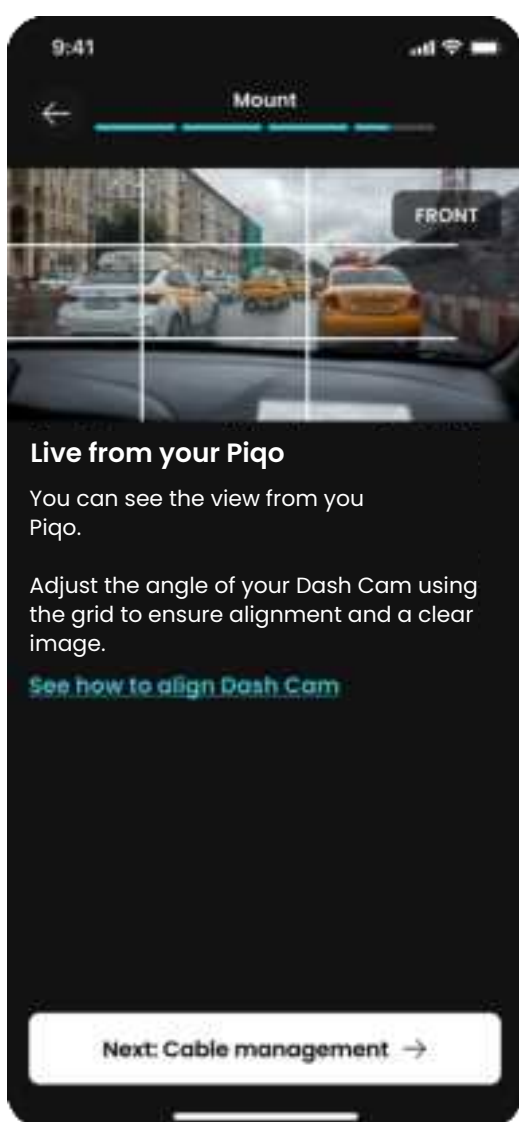 9:41
Mount
FRONT
Live from your Piqo
You can see the view from you
Piqo.
Adjust the angle of your Dash Cam using
the grid to ensure alignment and a clear
image.
See how to align Dash Cam
Next: Cable management →